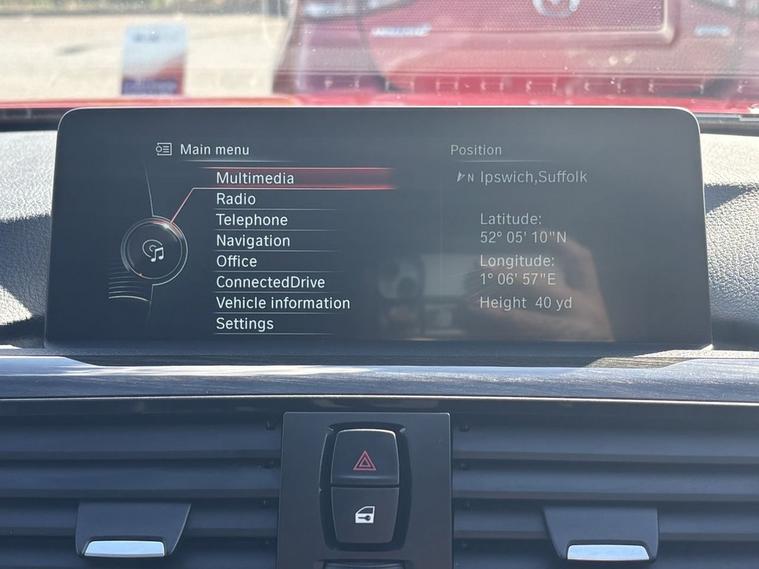 Main menu
Multimedia
Radio
Telephone
Navigation
Office
ConnectedDrive
Vehicle information
Settings
Position
N Ipswich,Suffolk
Latitude:
52° 05' 10"N
Longitude:
1° 06' 57"E
Height 40 yd